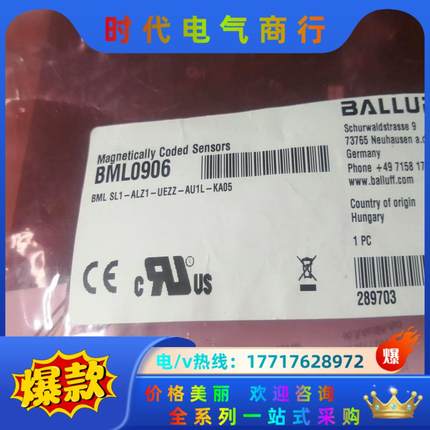 时代电气商行
BALLUFF
Schurwaldstrasse 9
73765 Neuhausen a.d.
Germany
Phone +49 7158 17
www.balluff.com
Magnetically Coded Sensors
BML0906
BML SL1-ALZ1-UEZZ-AU1L-KA05
Country of origin
Hungary
1 PC
CE
c RU US
289703
电/v热线：17717628972
爆
爆款
价格美丽 欢迎咨询
全系列一站式采购